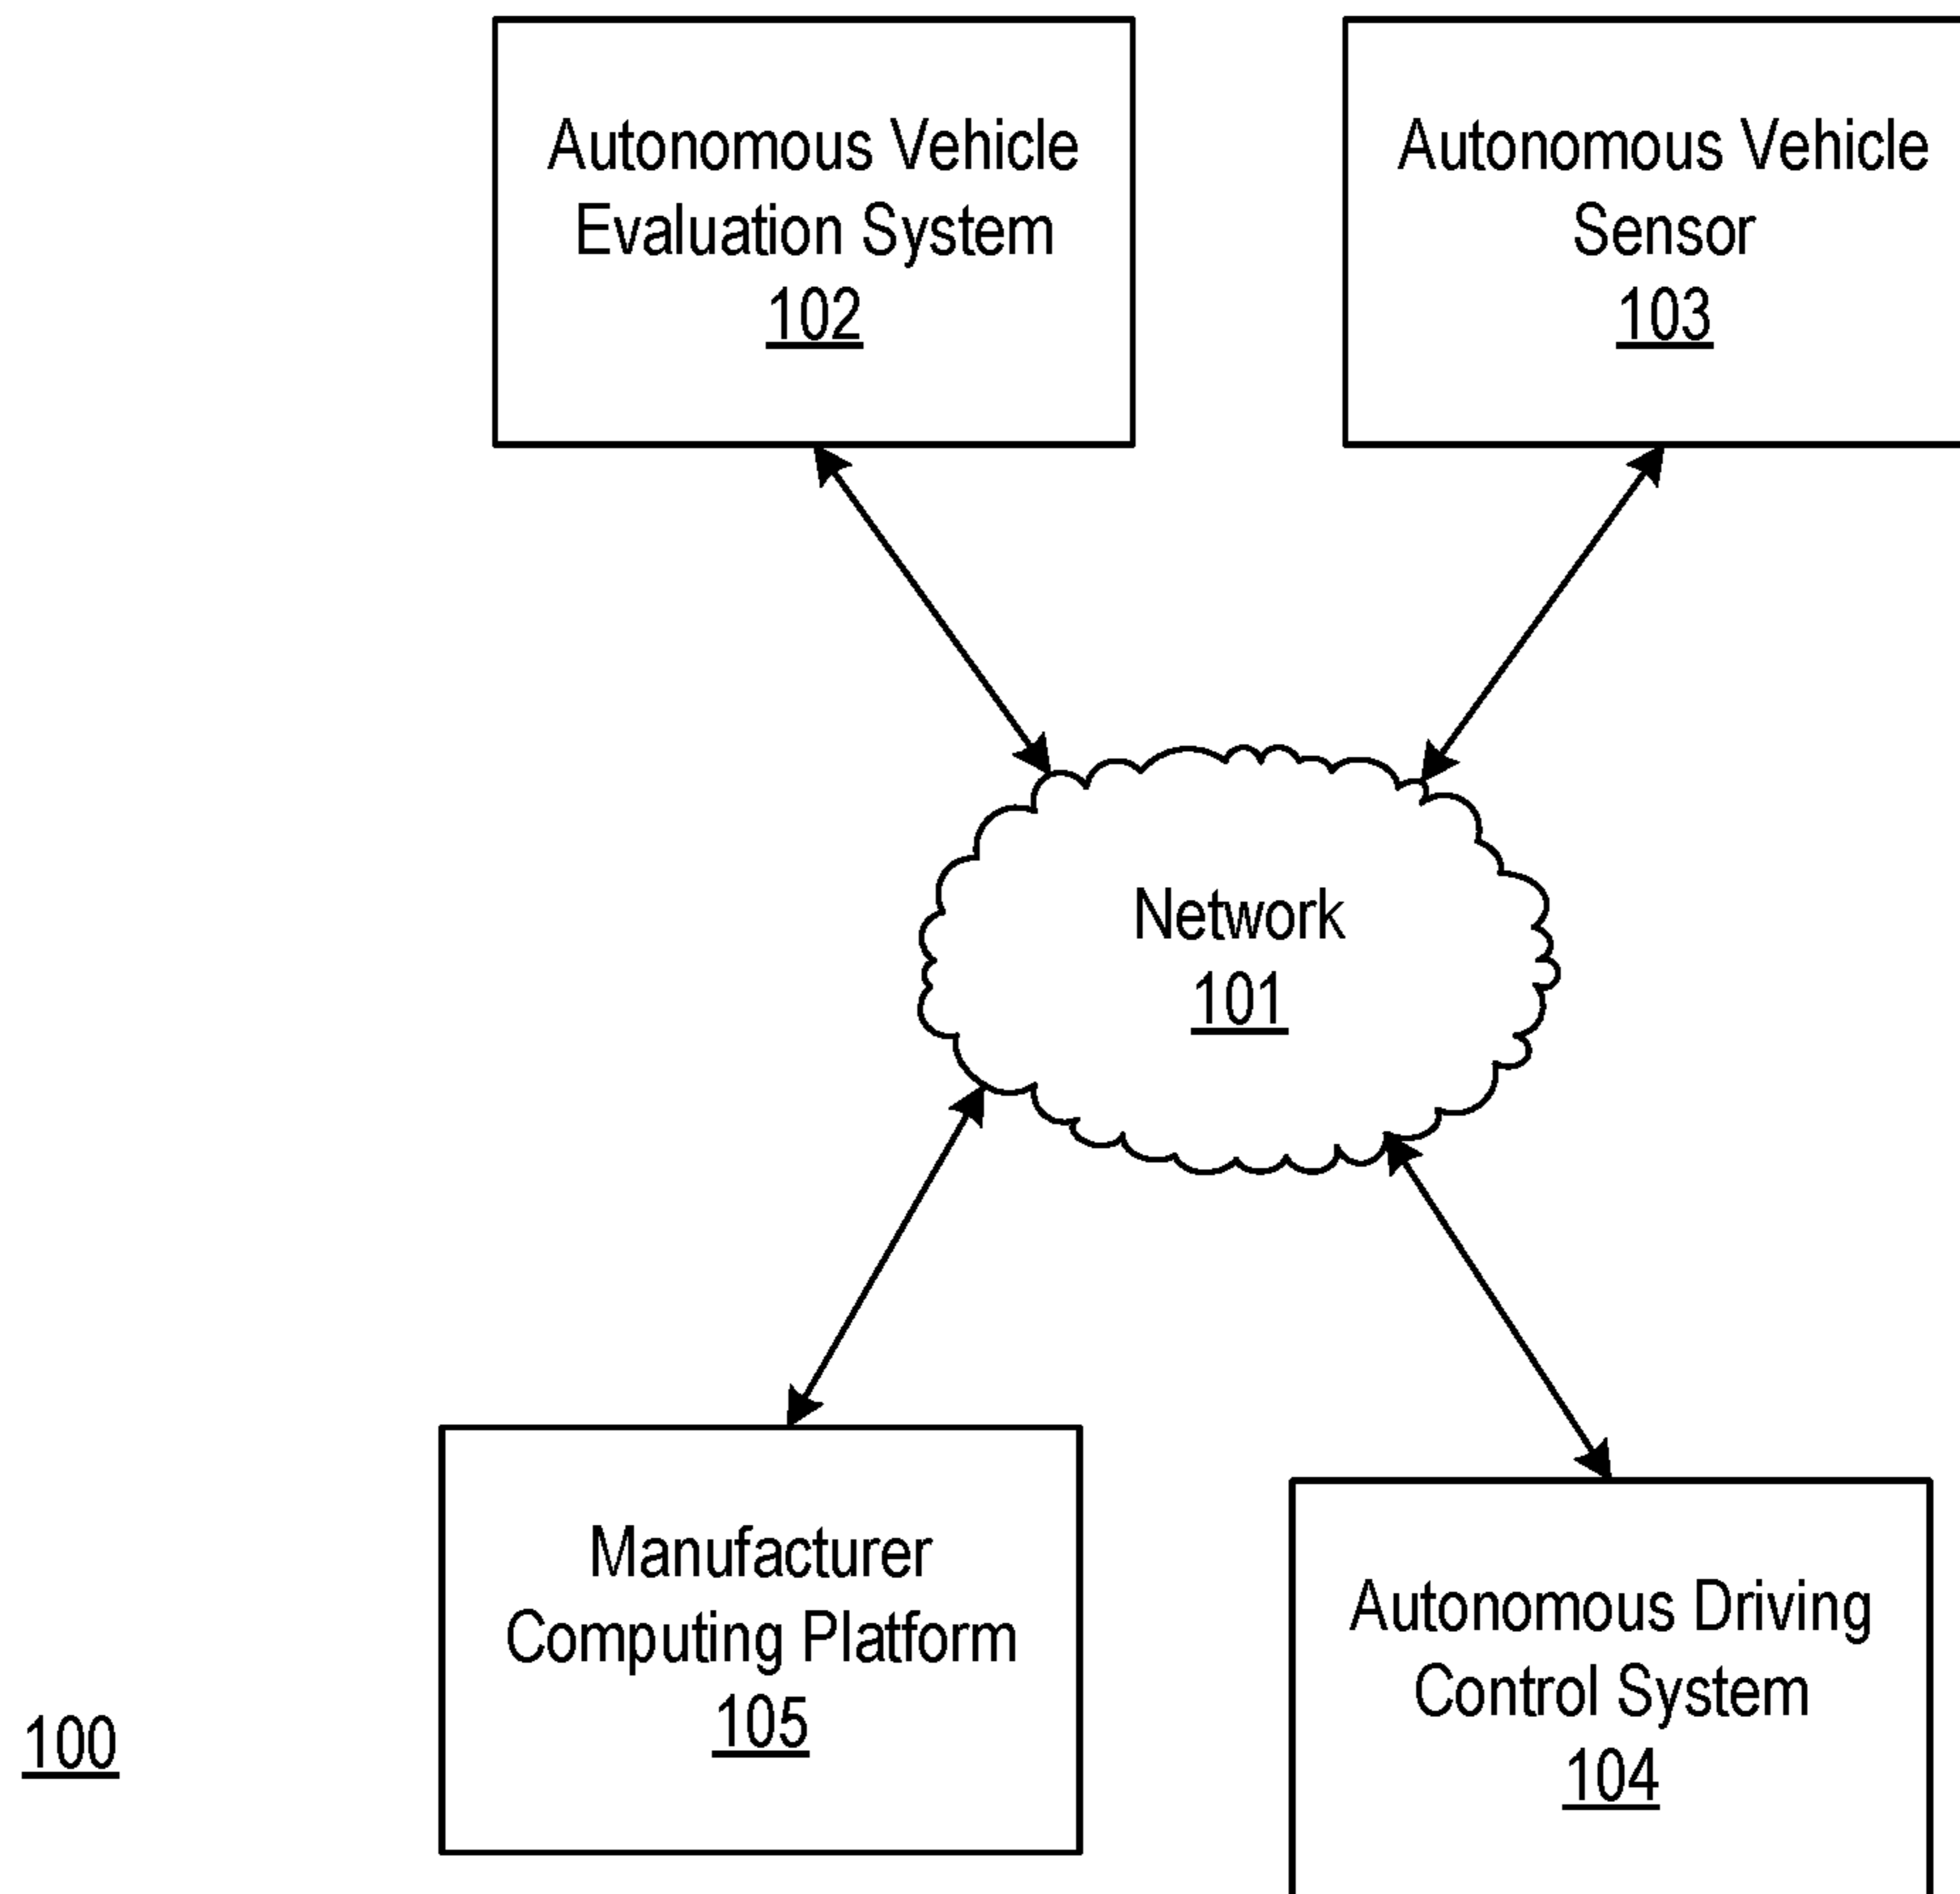 Autonomous Vehicle
Evaluation System
102
Autonomous Vehicle
Sensor
103
Network
101
Manufacturer
Computing Platform
105
Autonomous Driving
Control System
104
100